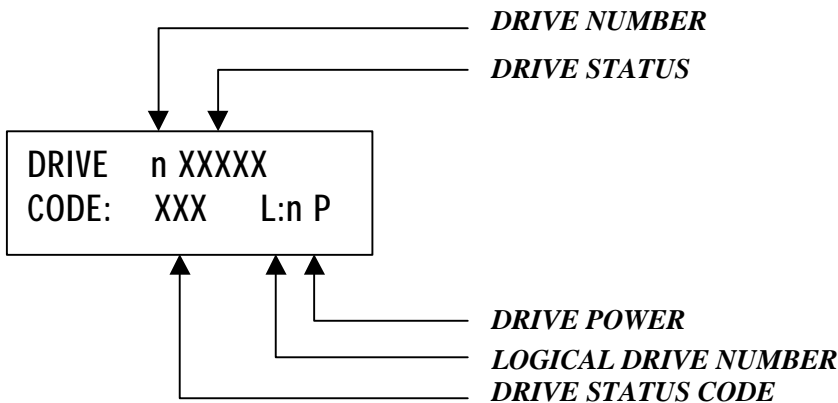 DRIVE NUMBER
DRIVE STATUS
DRIVE n XXXXX
CODE: XXX L:n P
DRIVE POWER
LOGICAL DRIVE NUMBER
DRIVE STATUS CODE